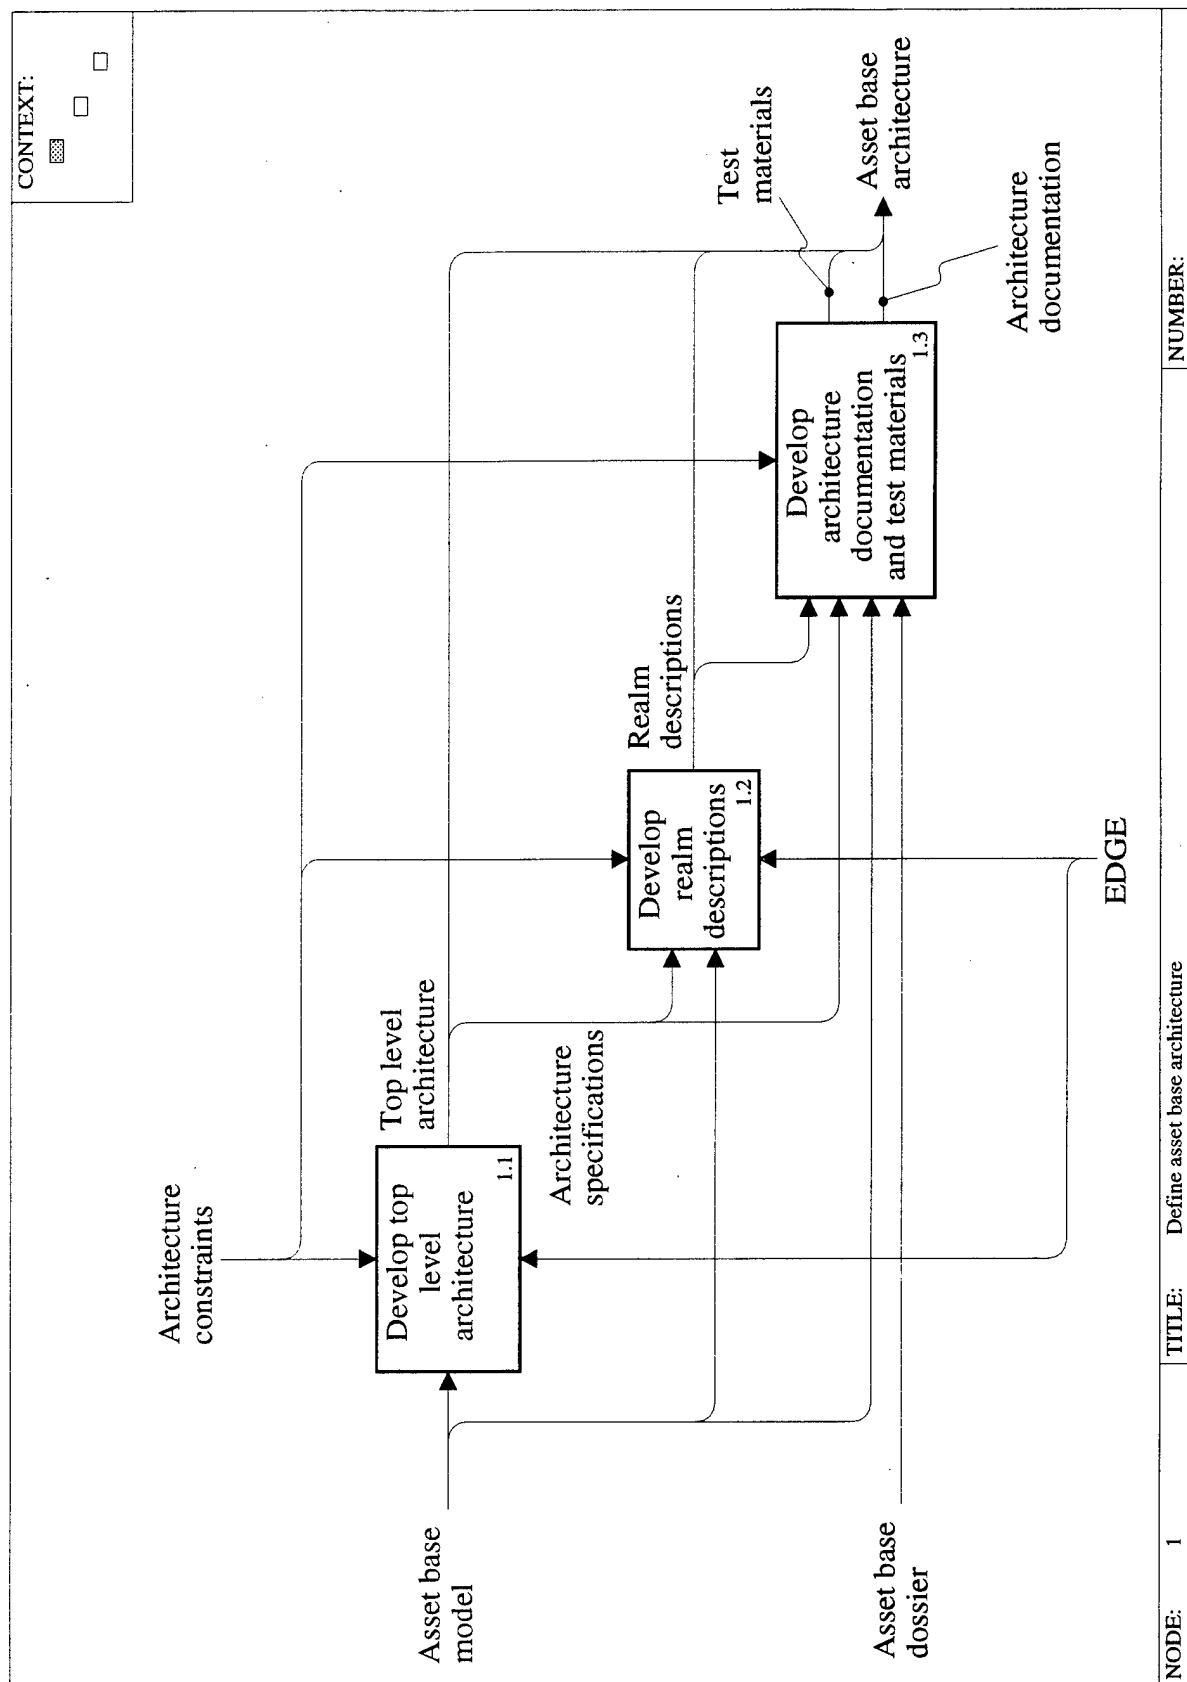 CONTEXT:
Architecture
constraints
Develop top
level
architecture
1.1
Top level
architecture
Architecture
specifications
Asset base
model
Develop
realm
descriptions
1.2
Realm
descriptions
Develop
architecture
documentation
and test materials
1.3
Test
materials
Asset base
architecture
Architecture
documentation
Asset base
dossier
EDGE
NODE: 1
TITLE: Define asset base architecture
NUMBER: